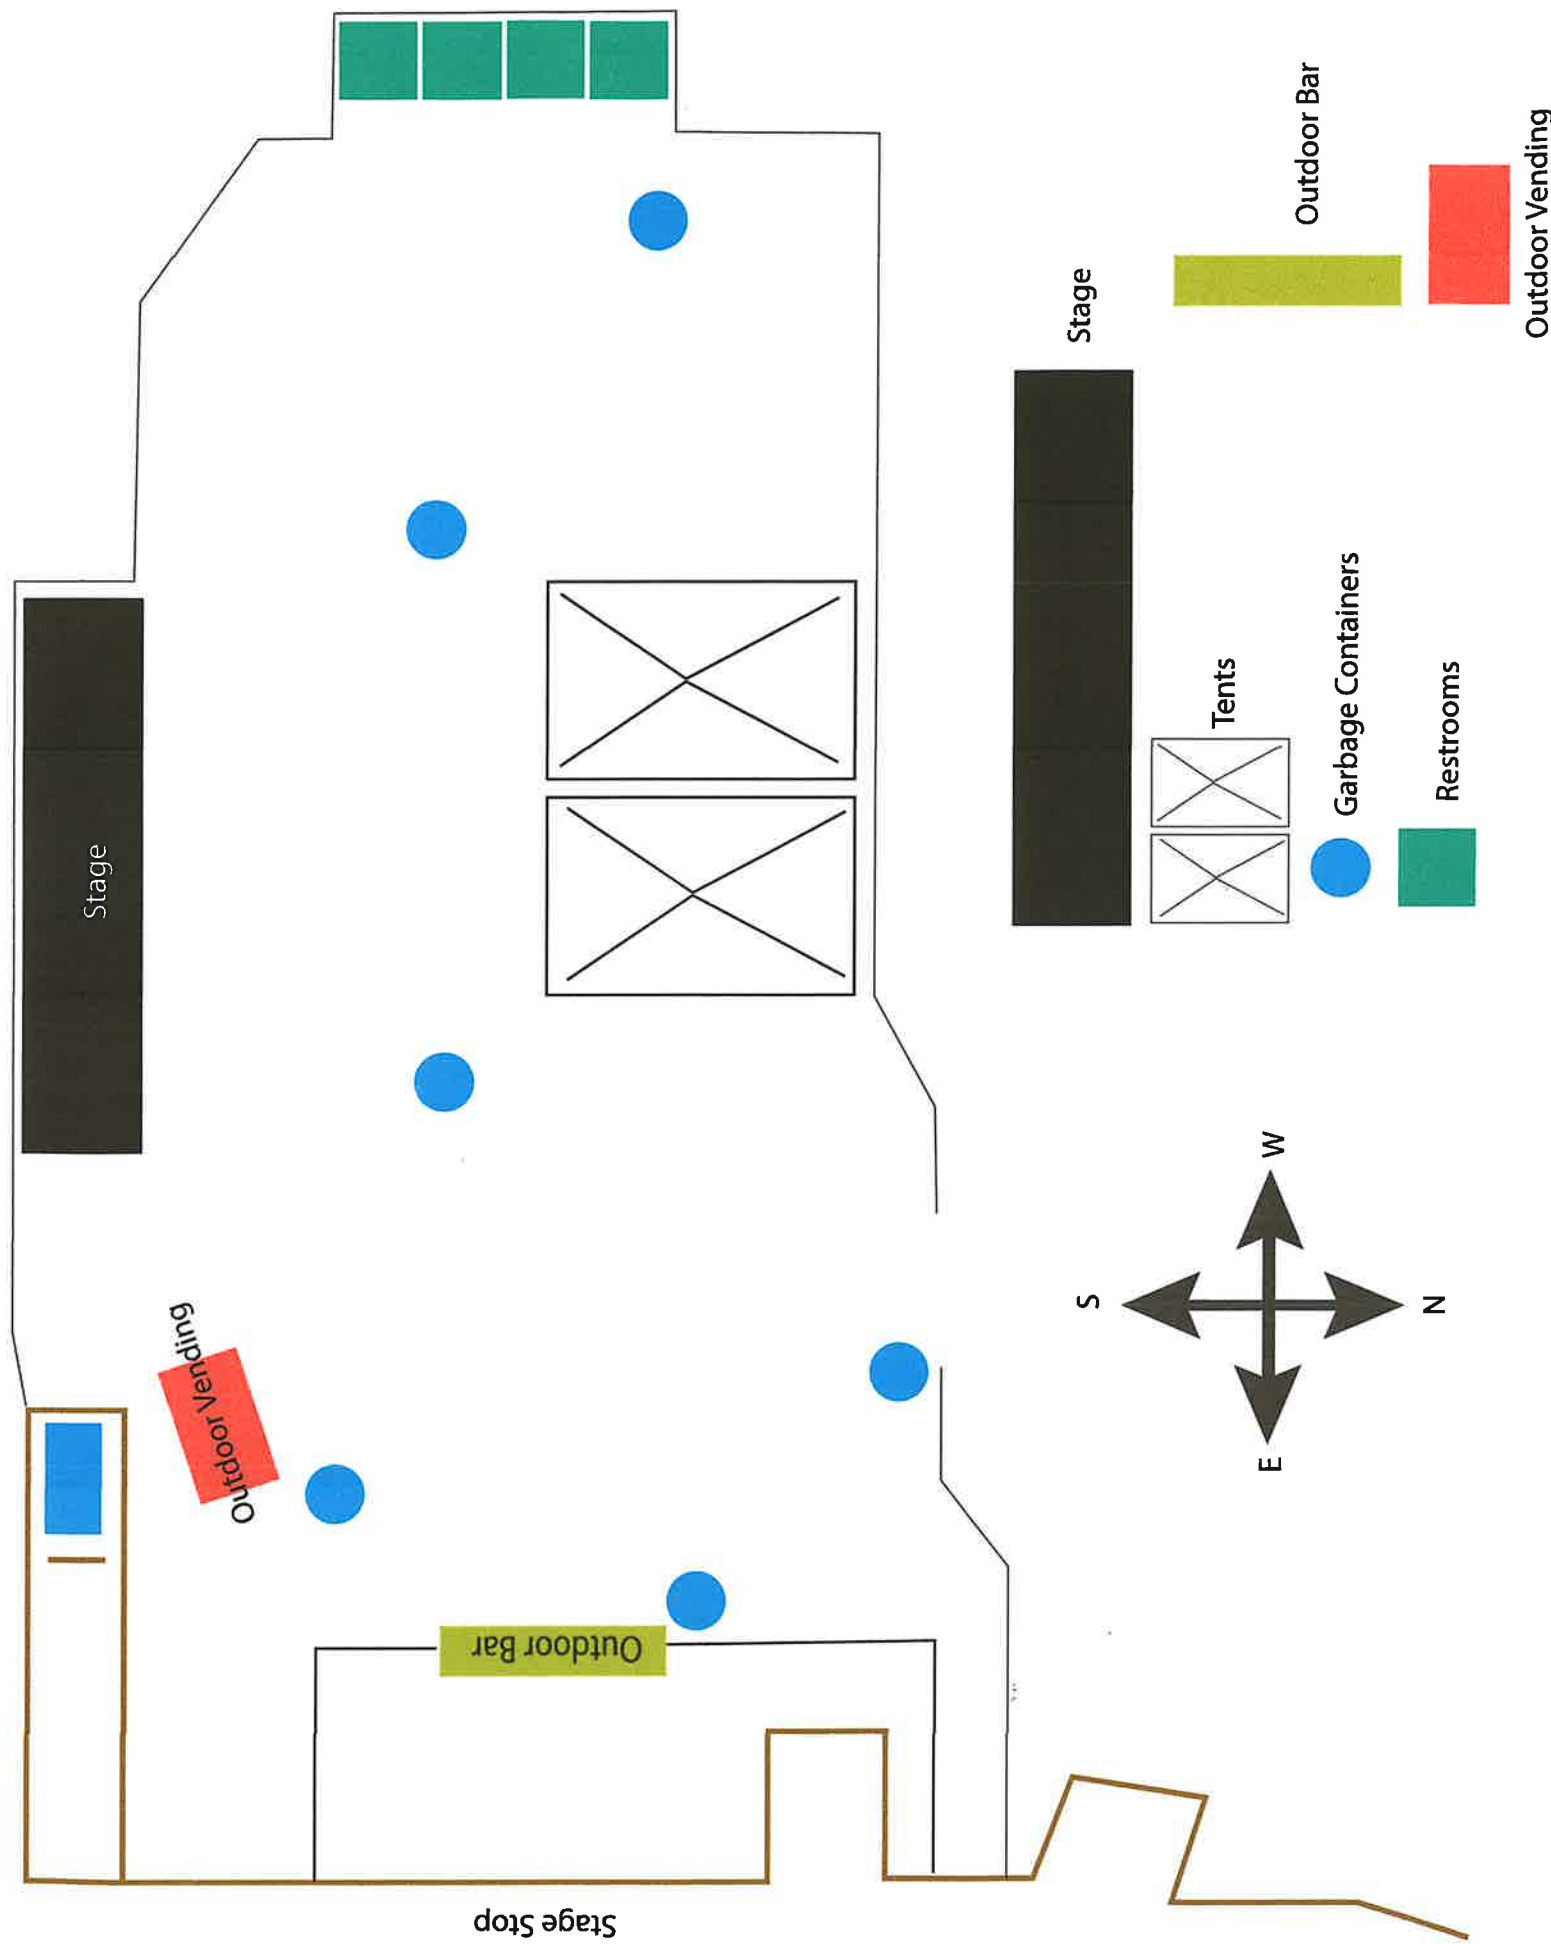 Stage
Outdoor Vending
Outdoor Bar
Stage Stop
Stage
Outdoor Bar
Outdoor Vending
Tents
Garbage Containers
Restrooms
S
W
N
E